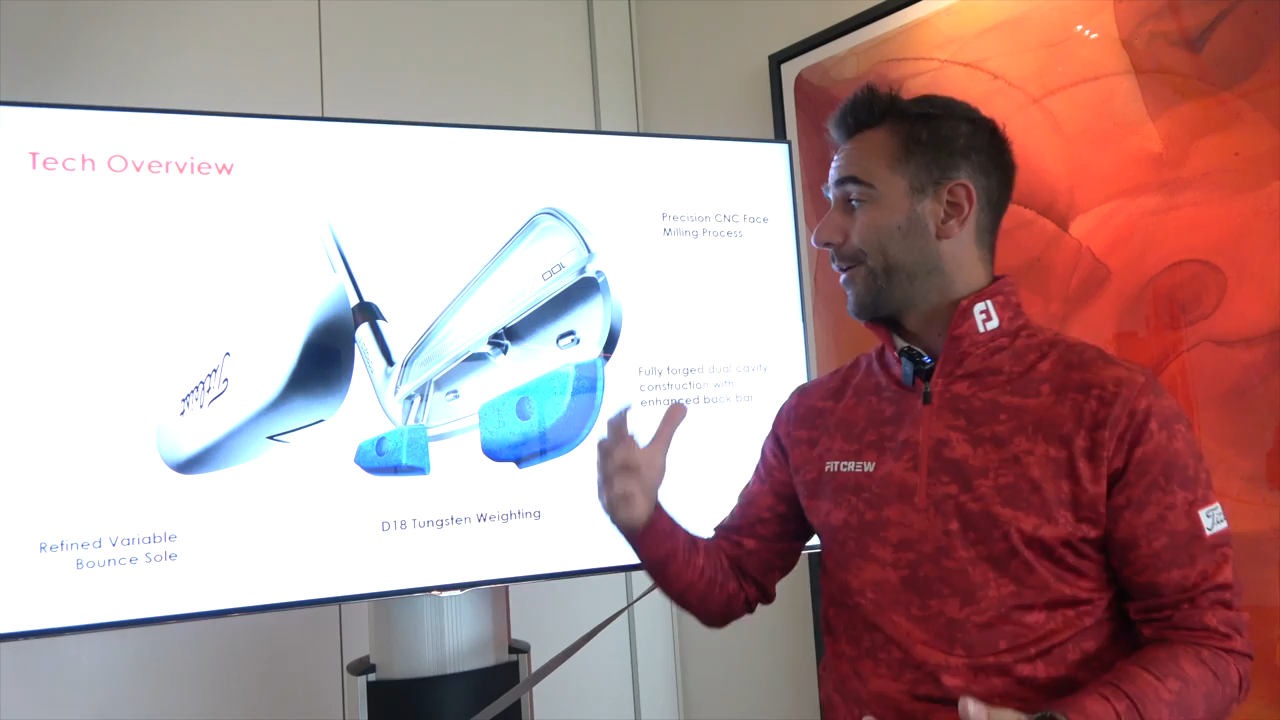 Tech Overview
Precision CNC Face
Milling Process
100
Titleist
Fully forged dual cavity
construction with
enhanced back bar
D18 Tungsten Weighting
Refined Variable
Bounce Sole
FJ
FITCREW